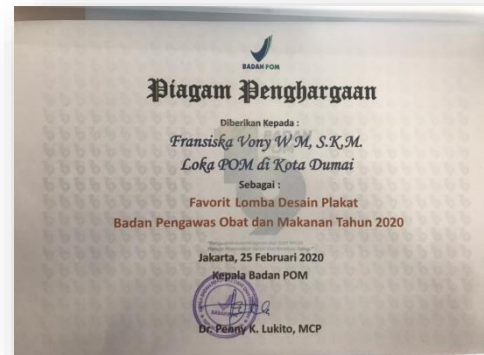 BADAN POM
Piagam Penghargaan
Diberikan Kepada :
Fransiska Vony W M, S.K.M.
Loka POM di Kota Dumai
Sebagai :
Favorit Lomba Desain Plakat
Badan Pengawas Obat dan Makanan Tahun 2020
Jakarta, 25 Februari 2020
Kepala Badan POM
Dr. Penny K. Lukito, MCP